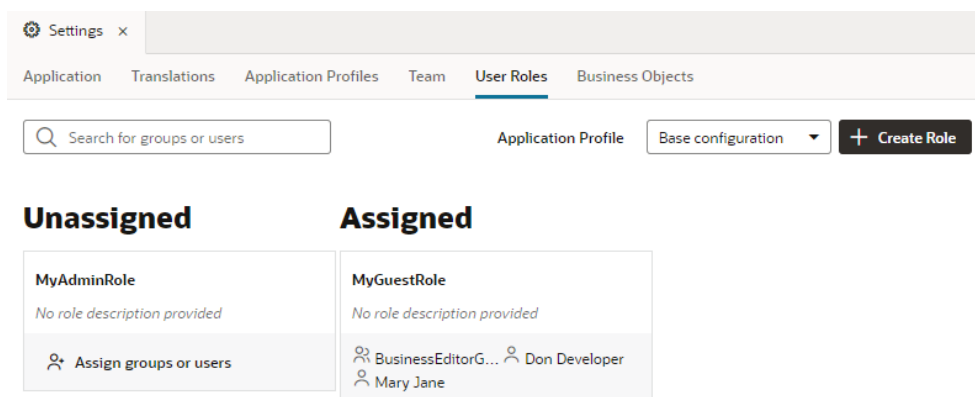 Settings ×
Application Translations Application Profiles Team User Roles Business Objects
Search for groups or users Application Profile Base configuration + Create Role
Unassigned Assigned
MyAdminRole MyGuestRole
No role description provided No role description provided
Assign groups or users BusinessEditorG... Don Developer
Mary Jane